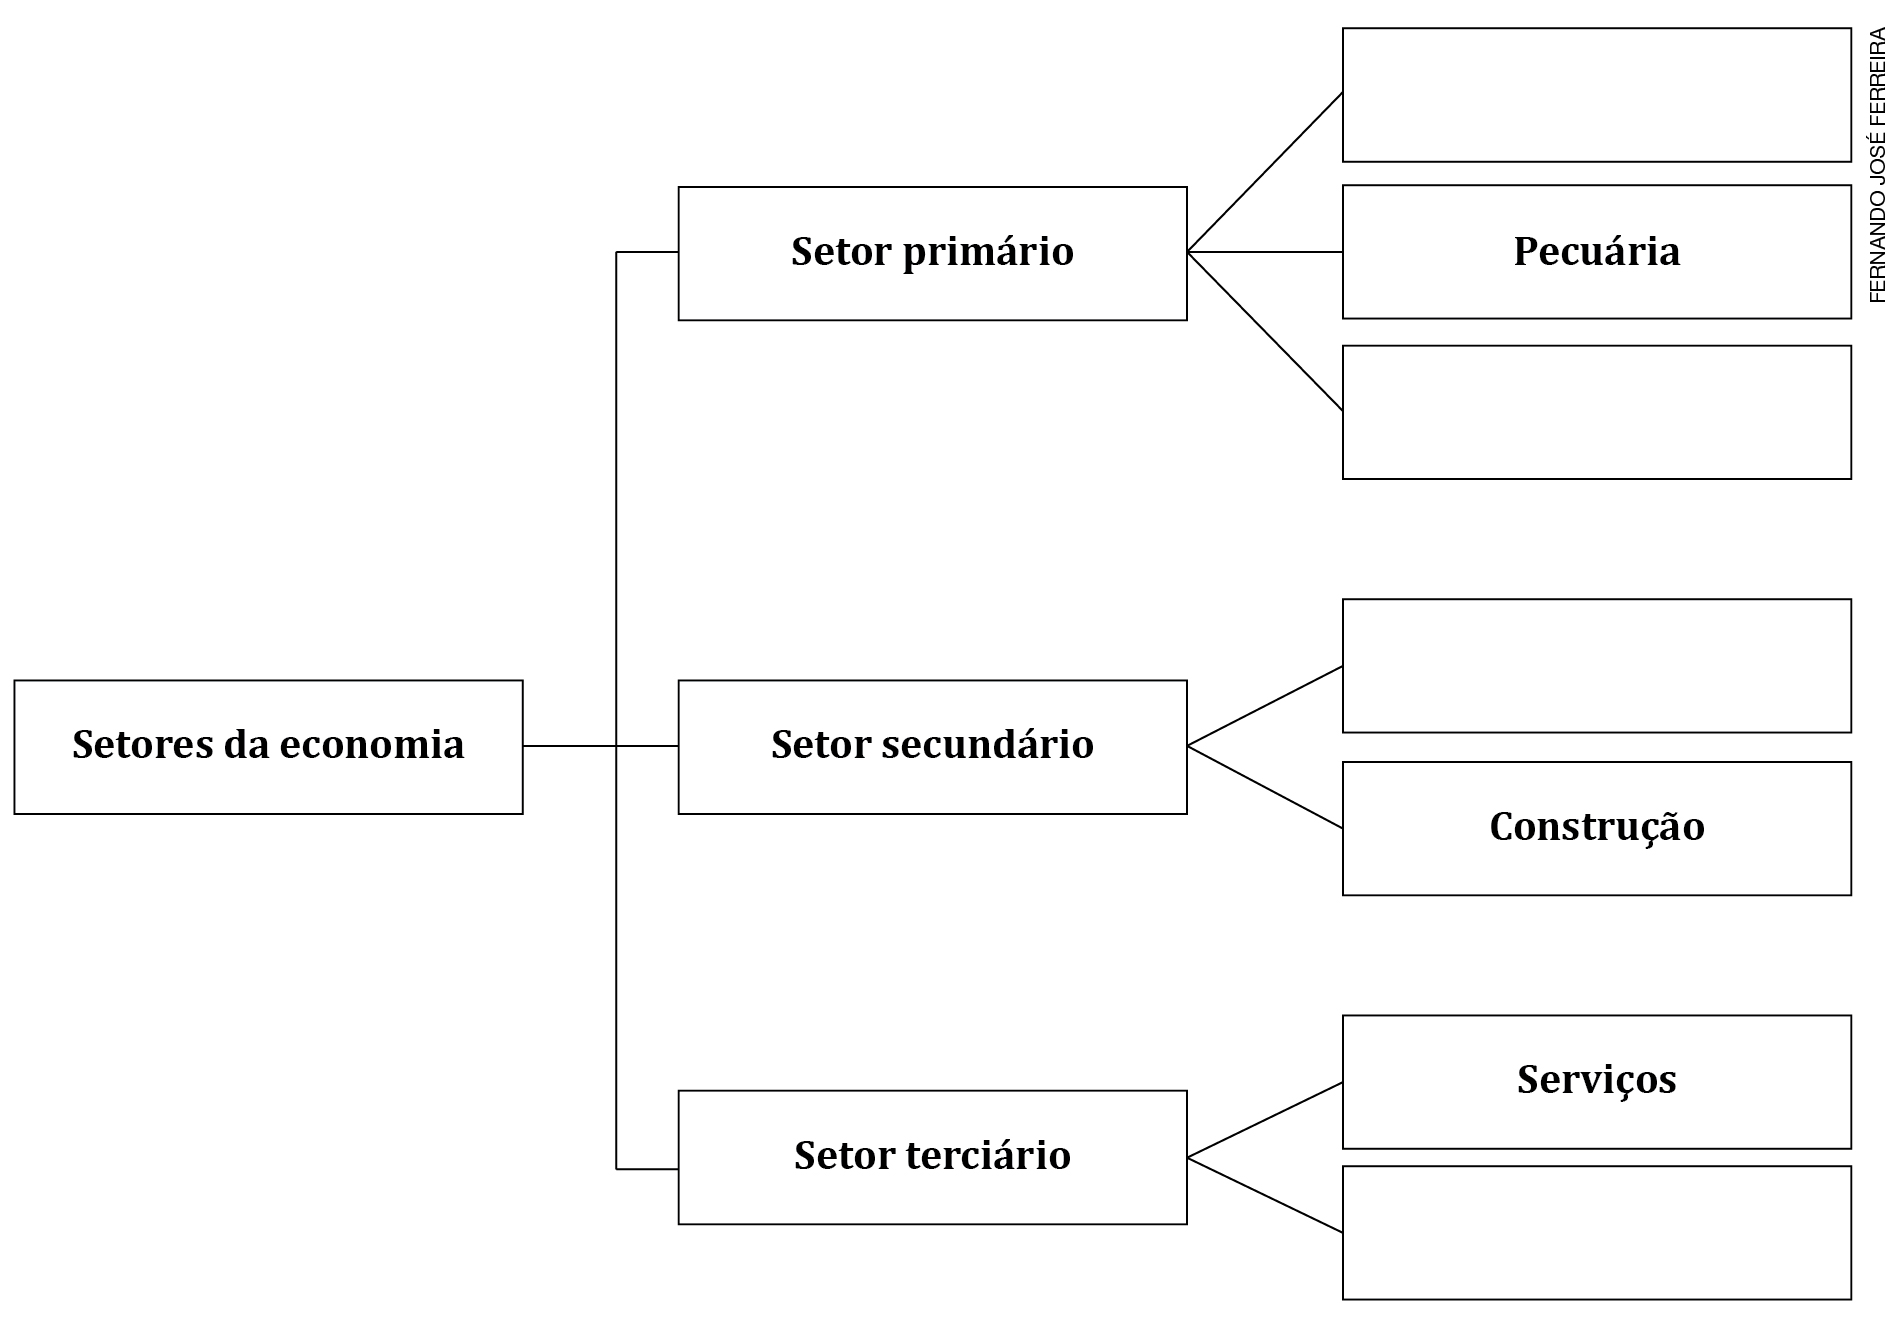 Setores da economia
Setor primário
Pecuária
Setor secundário
Construção
Setor terciário
Serviços
FERNANDO JOSÉ FERREIRA